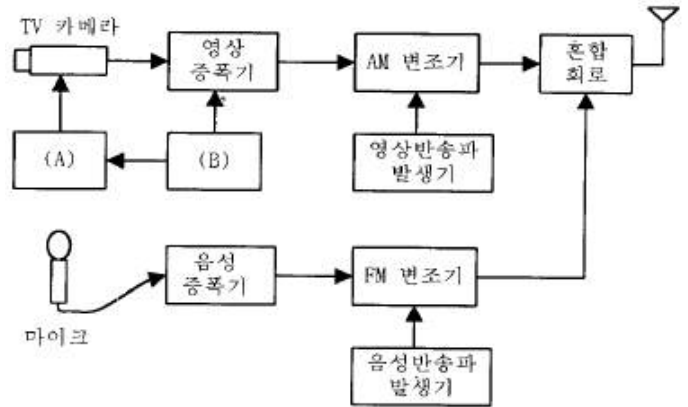 TV 카메라
영상
증폭기
AM 변조기
혼합
회로
(A)
(B)
영상반송파
발생기
음성
증폭기
FM 변조기
마이크
음성반송파
발생기